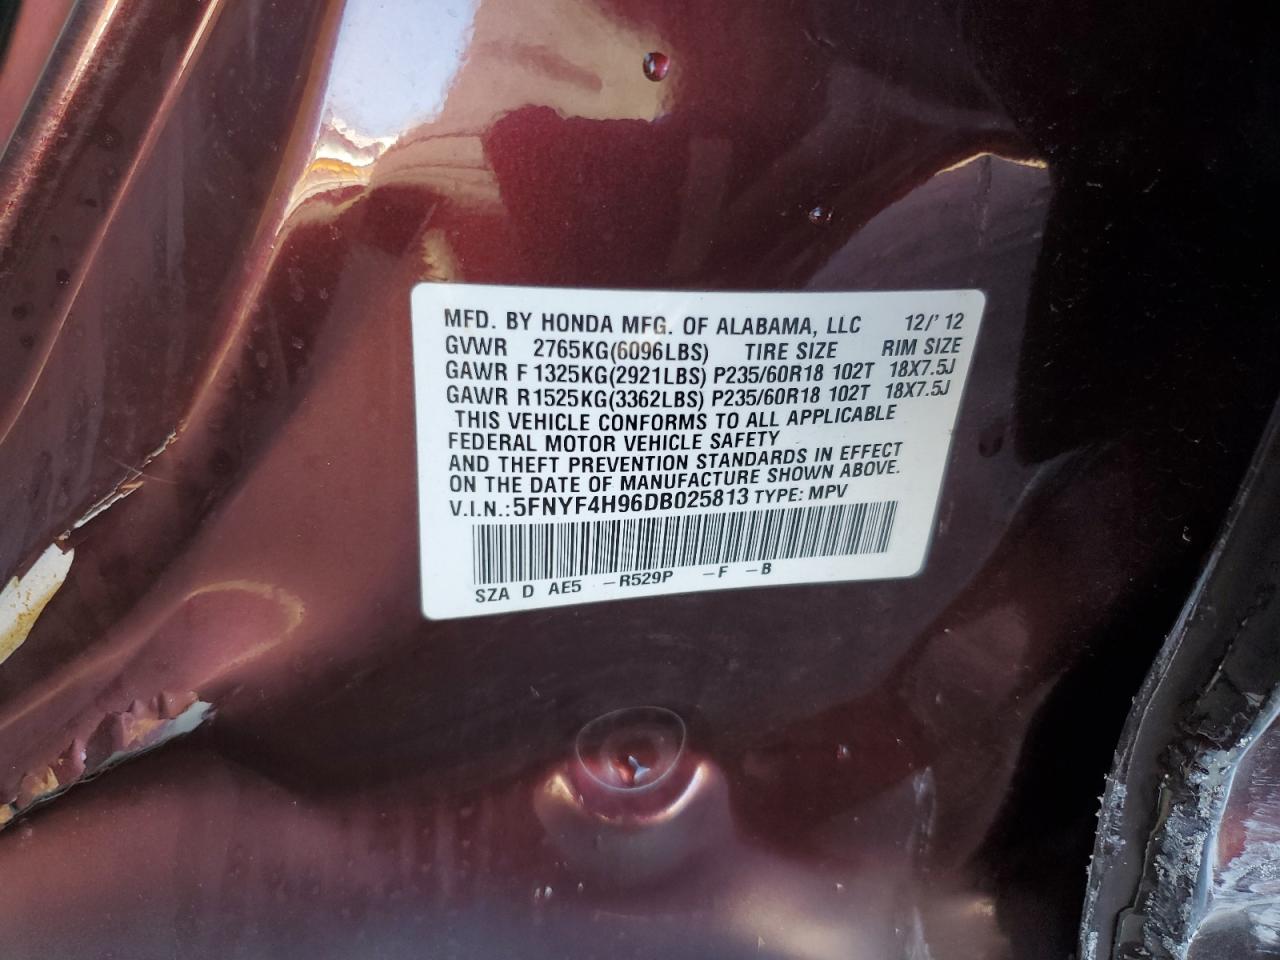 MFD. BY HONDA MFG. OF ALABAMA, LLC 12/'12
GVWR 2765KG(6096LBS) TIRE SIZE RIM SIZE
GAWR F 1325KG(2921LBS) P235/60R18 102T 18X7.5J
GAWR R 1525KG(3362LBS) P235/60R18 102T 18X7.5J
THIS VEHICLE CONFORMS TO ALL APPLICABLE
FEDERAL MOTOR VEHICLE SAFETY
AND THEFT PREVENTION STANDARDS IN EFFECT
ON THE DATE OF MANUFACTURE SHOWN ABOVE.
V.I.N.:5FNYF4H96DB025813 TYPE: MPV
SZA D AE5 -R529P -F -B